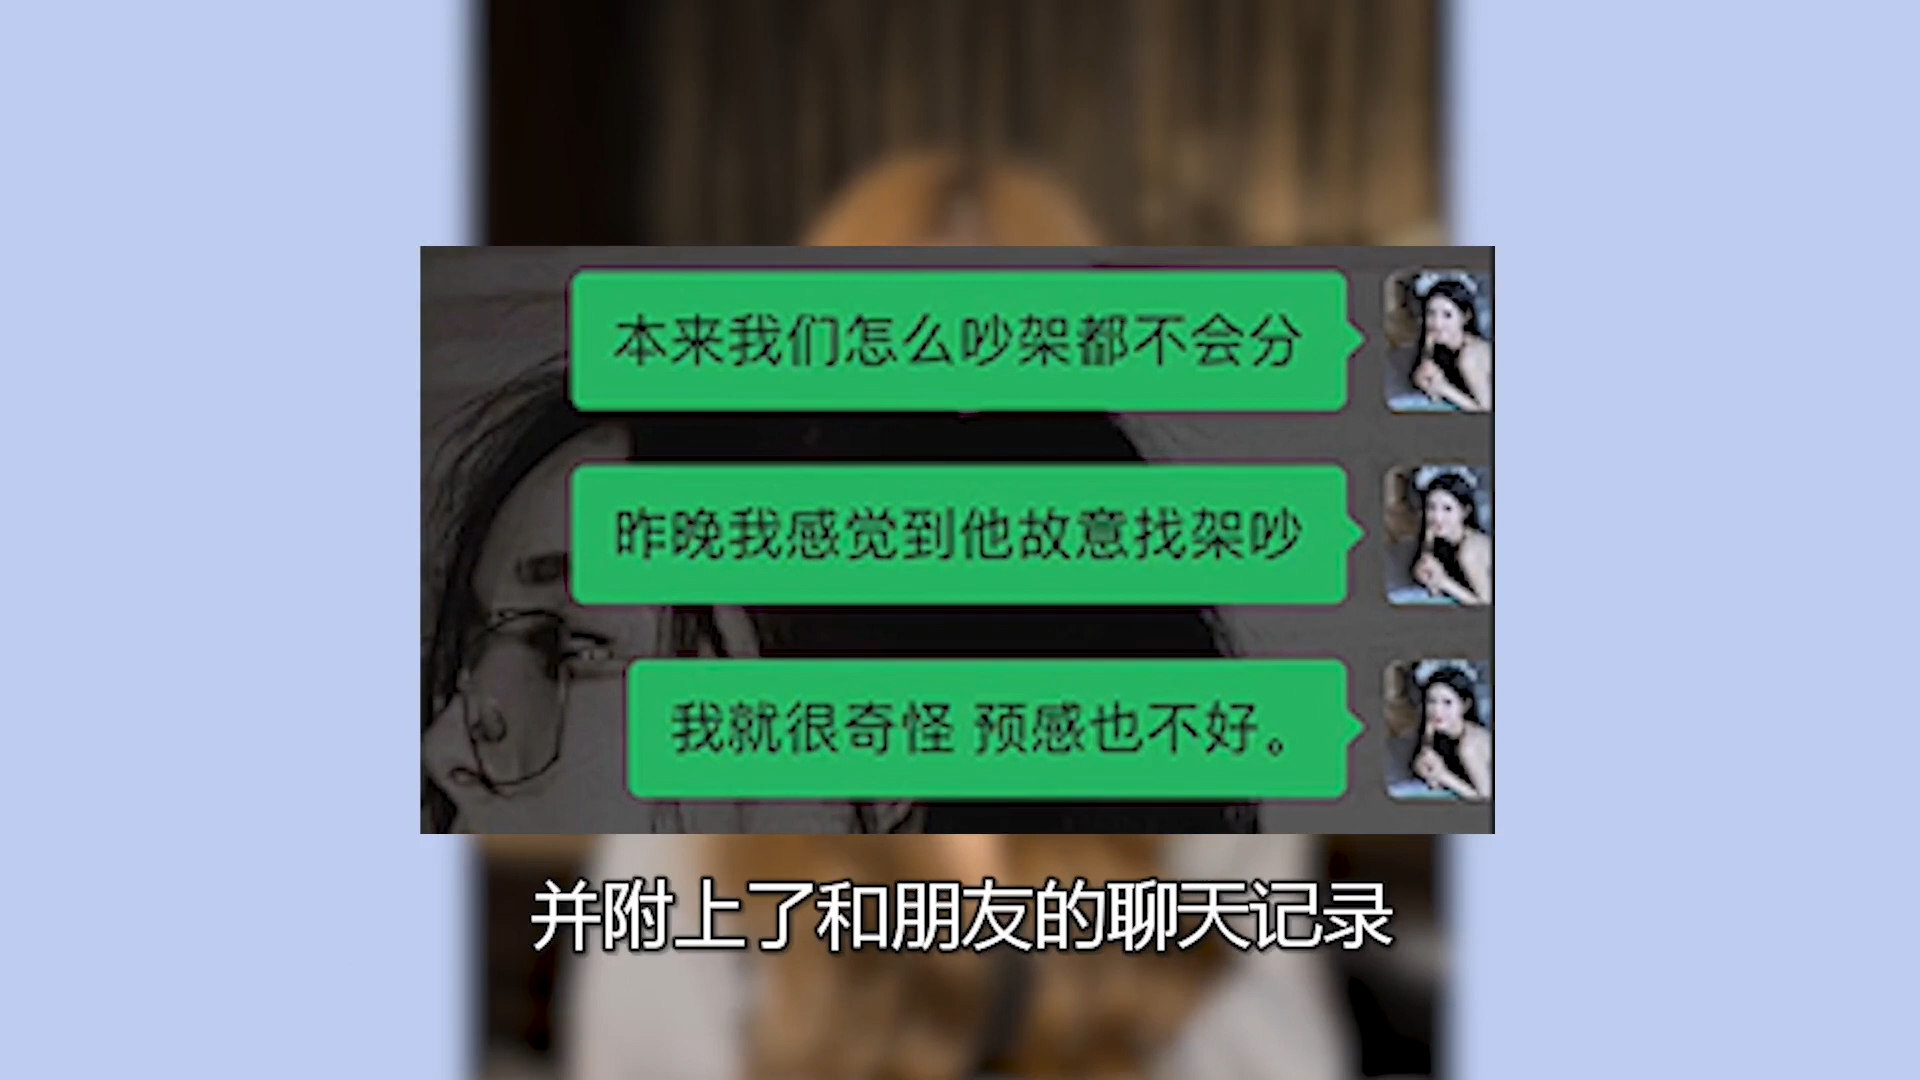 本来我们怎么吵架都不会分
昨晚我感觉到他故意找架吵
我就很奇怪 预感也不好。
并附上了和朋友的聊天记录